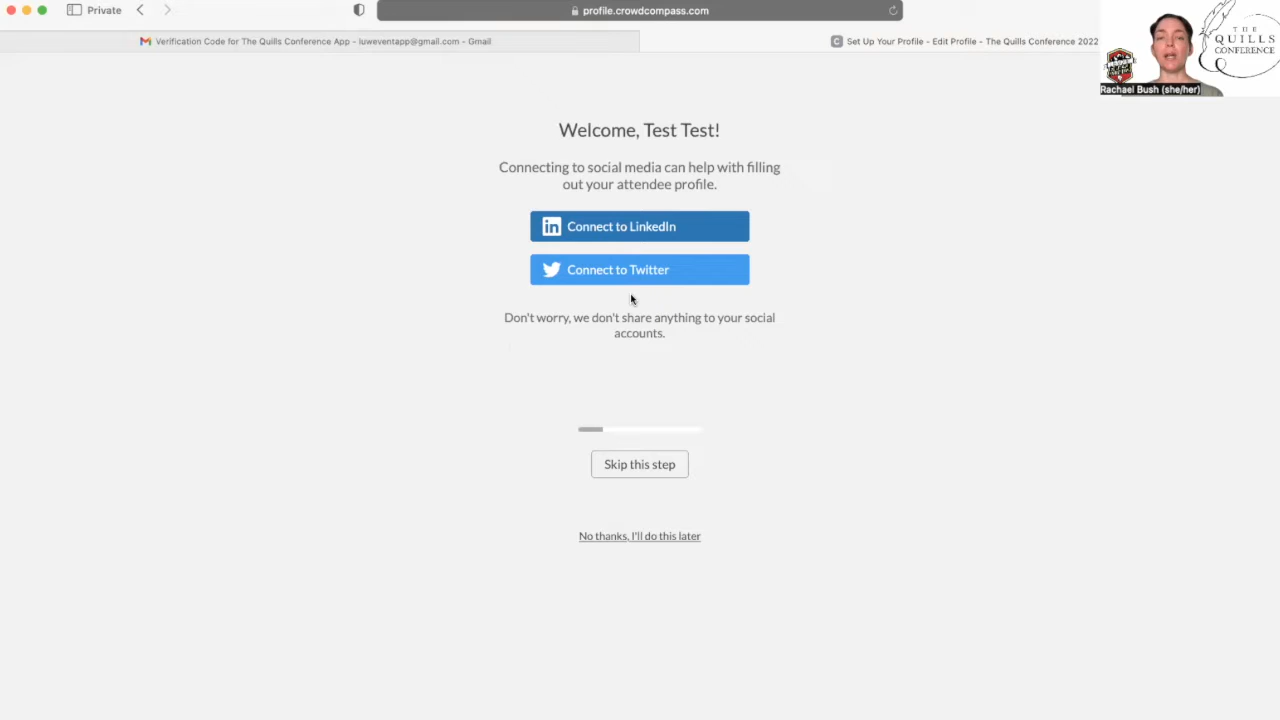 Private
profile.crowdcompass.com
Verification Code for The Quills Conference App - luweventapp@gmail.com - Gmail
C Set Up Your Profile - Edit Profile - The Quills Conference 2022
THE
QUILLS
CONFERENCE
Rachael Bush (she/her)
Welcome, Test Test!
Connecting to social media can help with filling
out your attendee profile.
in Connect to LinkedIn
Connect to Twitter
Don't worry, we don't share anything to your social
accounts.
Skip this step
No thanks, I'll do this later